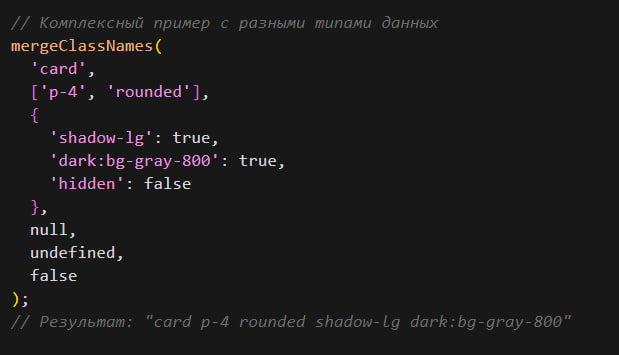 // Комплексный пример с разными типами данных
mergeClassNames(
  'card',
  ['p-4', 'rounded'],
  {
    'shadow-lg': true,
    'dark:bg-gray-800': true,
    'hidden': false
  },
  null,
  undefined,
  false
);
// Результат: "card p-4 rounded shadow-lg dark:bg-gray-800"